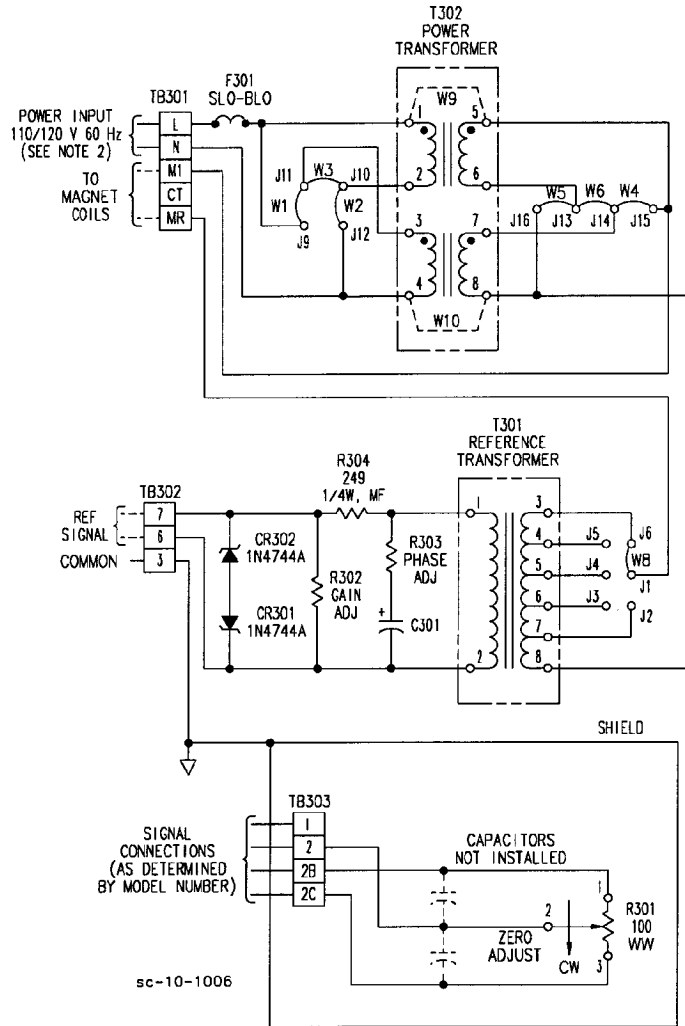 T302
POWER
TRANSFORMER
F301
SLO-BLO
TB301
POWER INPUT
110/120 V 60 Hz
(SEE NOTE 2)
L
N
M1
CT
MR
TO
MAGNET
COILS
1
W9
5
2
6
J11
W3
J10
W1
W2
J9
J12
3
7
4
8
W10
W5
W6
W4
J16
J13
J14
J15
T301
REFERENCE
TRANSFORMER
R304
249
1/4W, MF
TB302
REF
SIGNAL
7
6
COMMON
3
CR302
1N4744A
CR301
1N4744A
R302
GAIN
ADJ
R303
PHASE
ADJ
+
C301
1
2
3
4
5
6
7
8
J5
J4
J3
J6
W8
J1
J2
SHIELD
TB303
SIGNAL
CONNECTIONS
(AS DETERMINED
BY MODEL NUMBER)
1
2
2B
2C
CAPACITORS
NOT INSTALLED
1
2
3
R301
100
WW
ZERO
ADJUST
CW
sc-10-1006